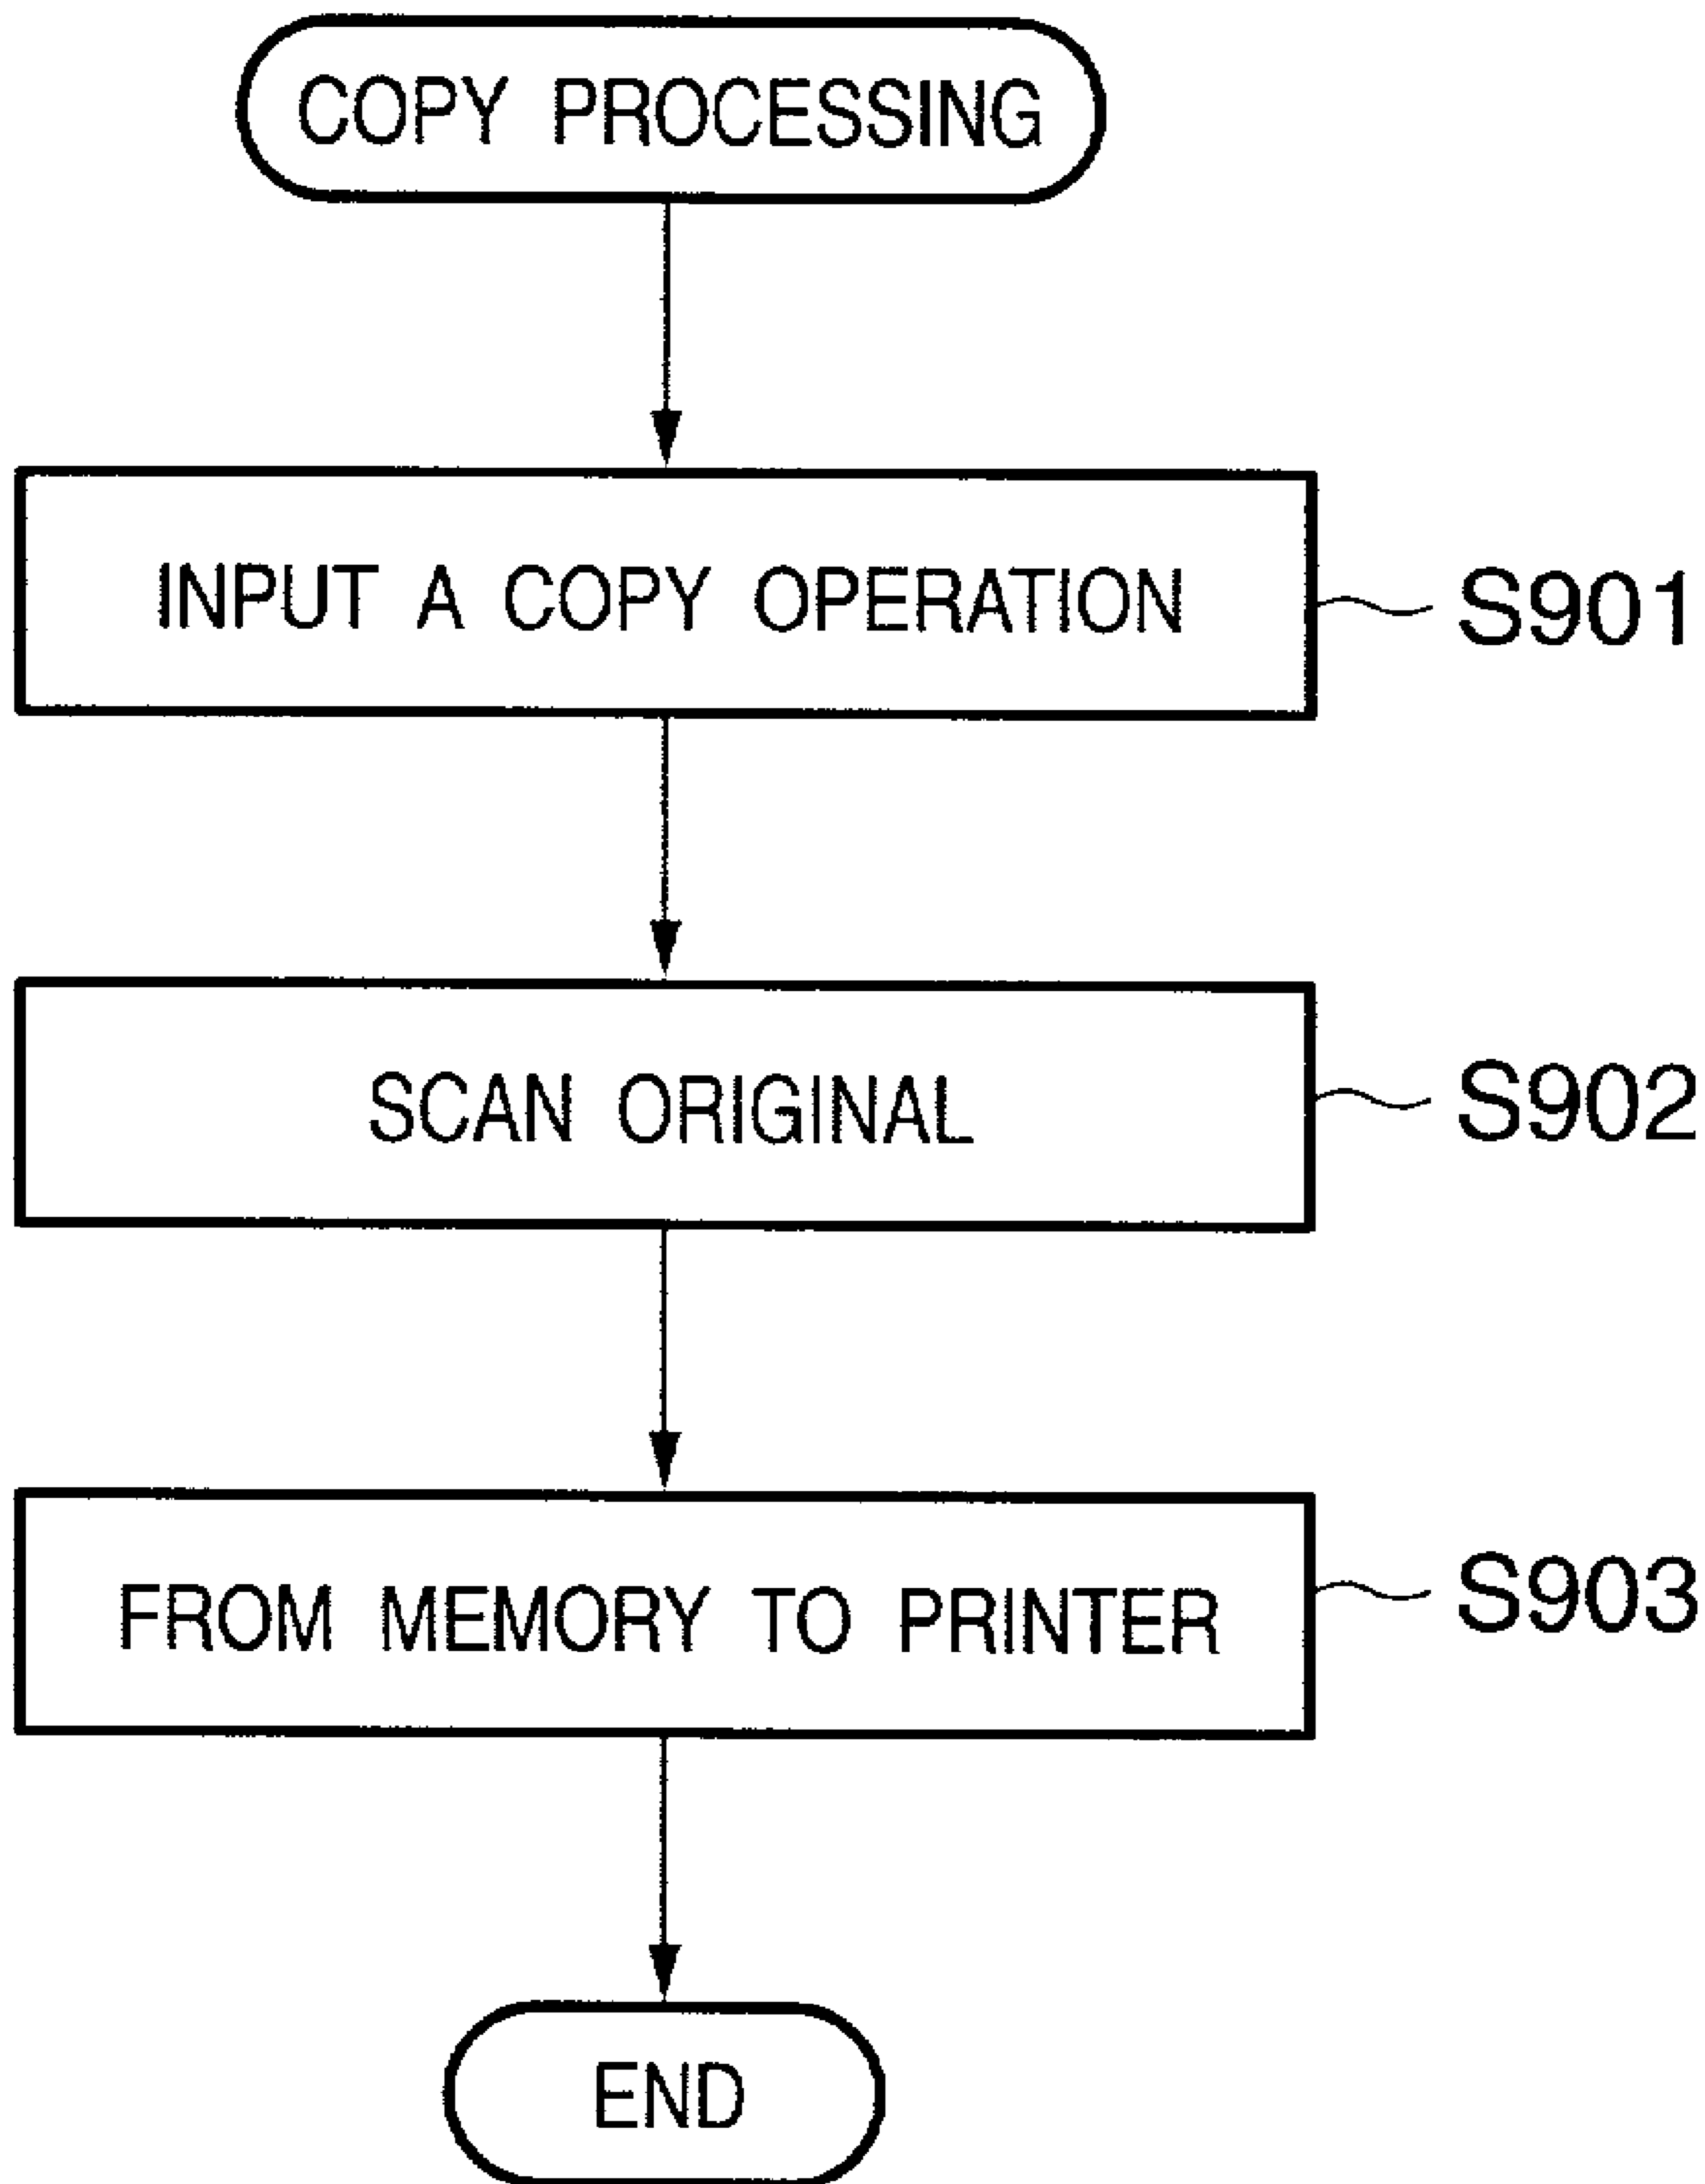 COPY PROCESSING
INPUT A COPY OPERATION
S901
SCAN ORIGINAL
S902
FROM MEMORY TO PRINTER
S903
END